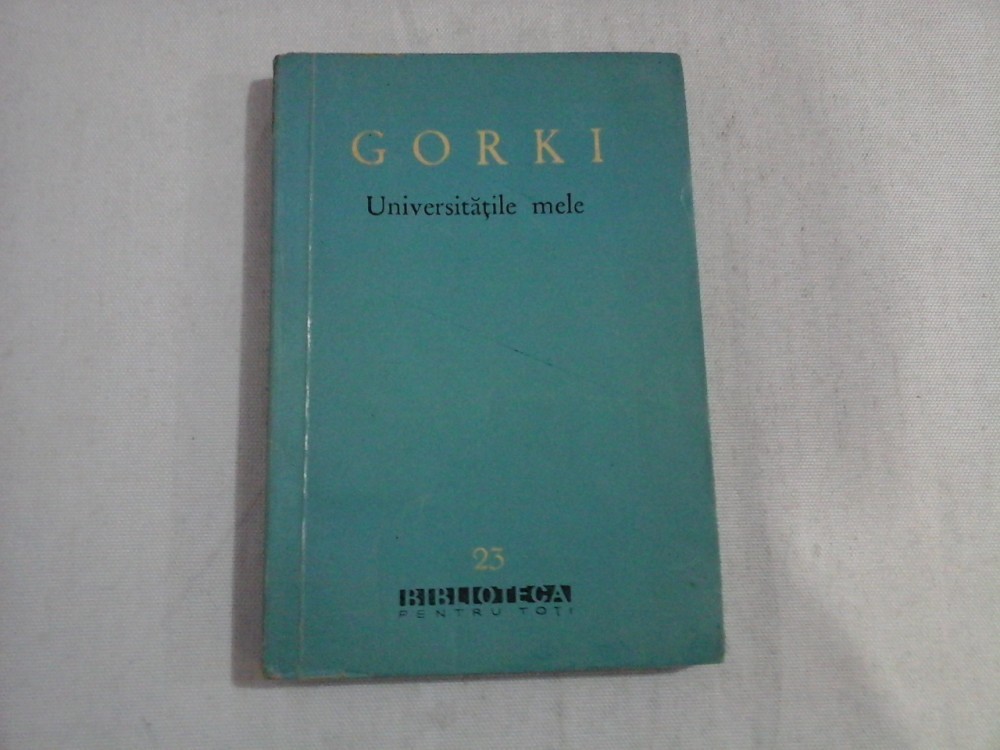 GORKI
Universitățile mele
23
BIBLIOTECA
PENTRU TOȚI